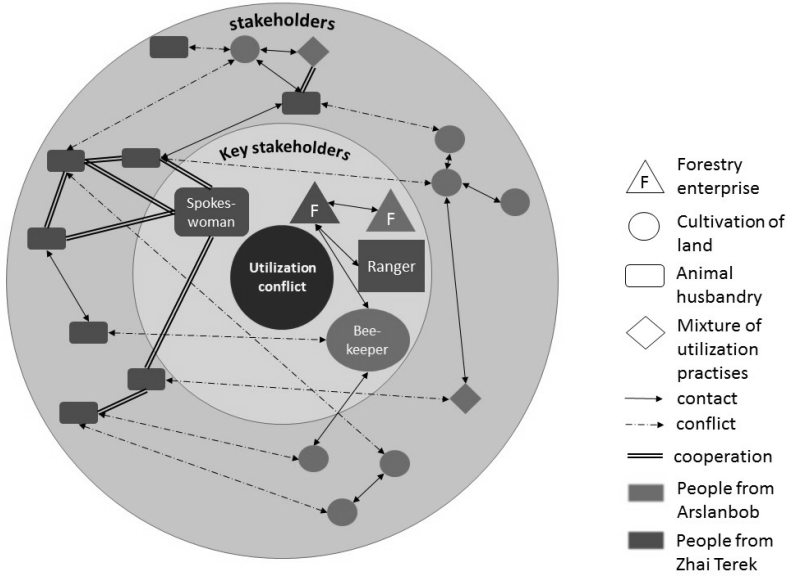 stakeholders
Key stakeholders
Spokes-
woman
F
F
Ranger
Utilization
conflict
Bee-
keeper
F
Forestry
enterprise
Cultivation of
land
Animal
husbandry
Mixture of
utilization
practises
contact
conflict
cooperation
People from
Arslanbob
People from
Zhai Terek